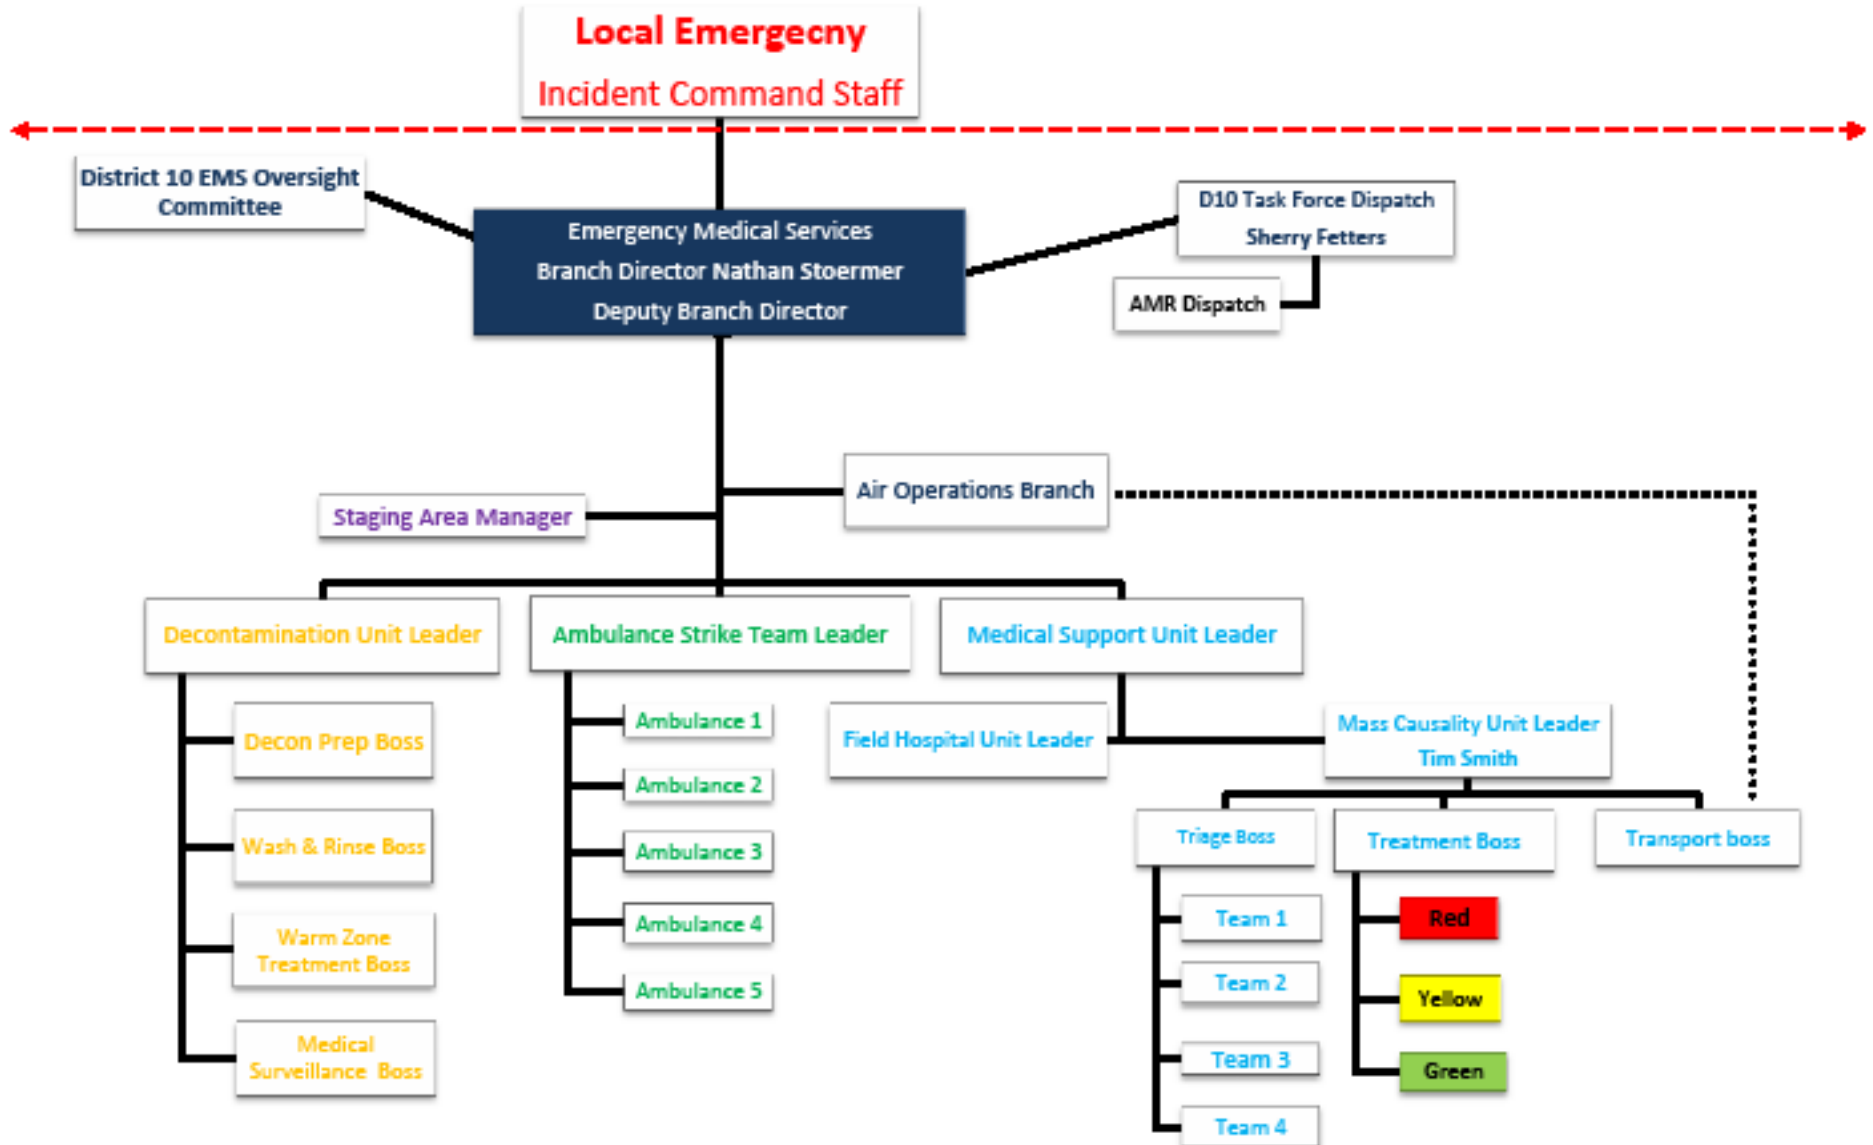 Local Emergecny
Incident Command Staff
District 10 EMS Oversight
Committee
Emergency Medical Services
Branch Director Nathan Stoermer
Deputy Branch Director
D10 Task Force Dispatch
Sherry Fetters
AMR Dispatch
Air Operations Branch
Staging Area Manager
Decontamination Unit Leader
Decon Prep Boss
Wash & Rinse Boss
Warm Zone
Treatment Boss
Medical
Surveillance Boss
Ambulance Strike Team Leader
Ambulance 1
Ambulance 2
Ambulance 3
Ambulance 4
Ambulance 5
Medical Support Unit Leader
Field Hospital Unit Leader
Mass Causality Unit Leader
Tim Smith
Triage Boss
Team 1
Team 2
Team 3
Team 4
Treatment Boss
Red
Yellow
Green
Transport boss